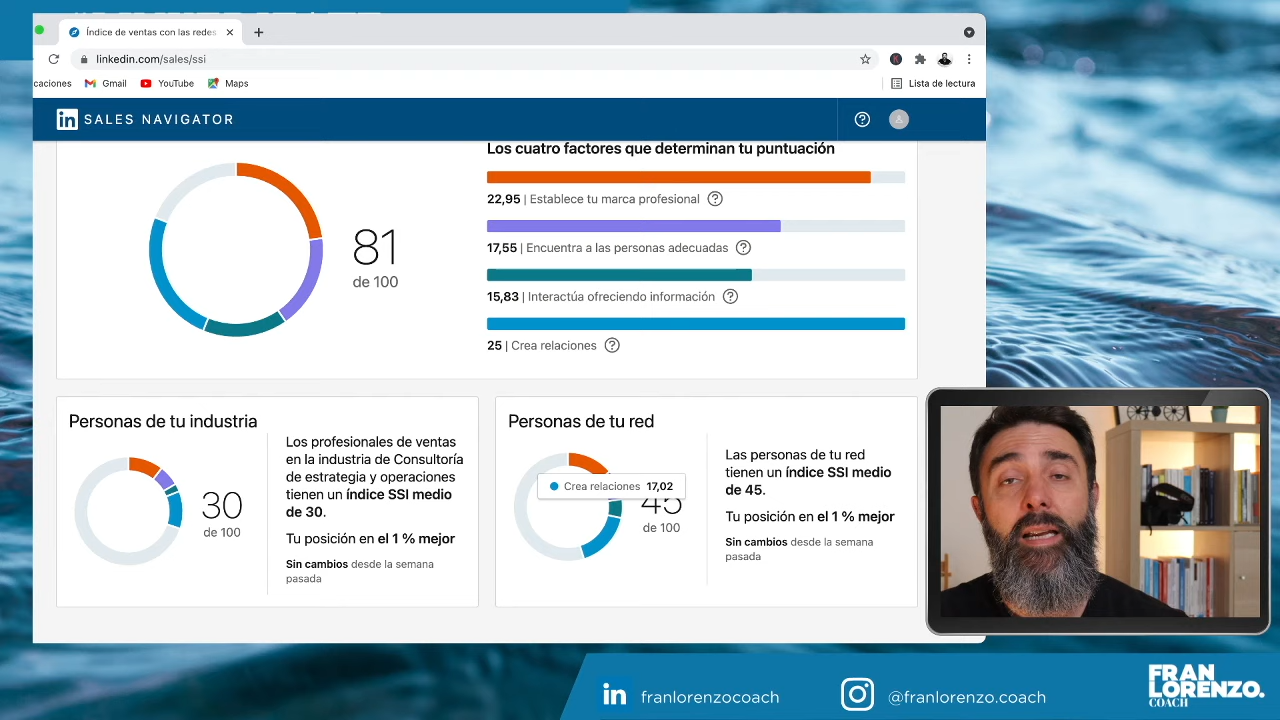 Índice de ventas con las redes
linkedin.com/sales/ssi
caciones
Gmail
YouTube
Maps
Lista de lectura
in SALES NAVIGATOR
Los cuatro factores que determinan tu puntuación
81
de 100
22,95 | Establece tu marca profesional
17,55 | Encuentra a las personas adecuadas
15,83 | Interactúa ofreciendo información
25 | Crea relaciones
Personas de tu industria
30
de 100
Los profesionales de ventas
en la industria de Consultoría
de estrategia y operaciones
tienen un índice SSI medio
de 30.
Tu posición en el 1 % mejor
Sin cambios desde la semana
pasada
Personas de tu red
Crea relaciones 17,02
45
de 100
Las personas de tu red
tienen un índice SSI medio
de 45.
Tu posición en el 1 % mejor
Sin cambios desde la semana
pasada
in franlorenzocoach
@franlorenzo.coach
FRAN
LORENZO.
COACH